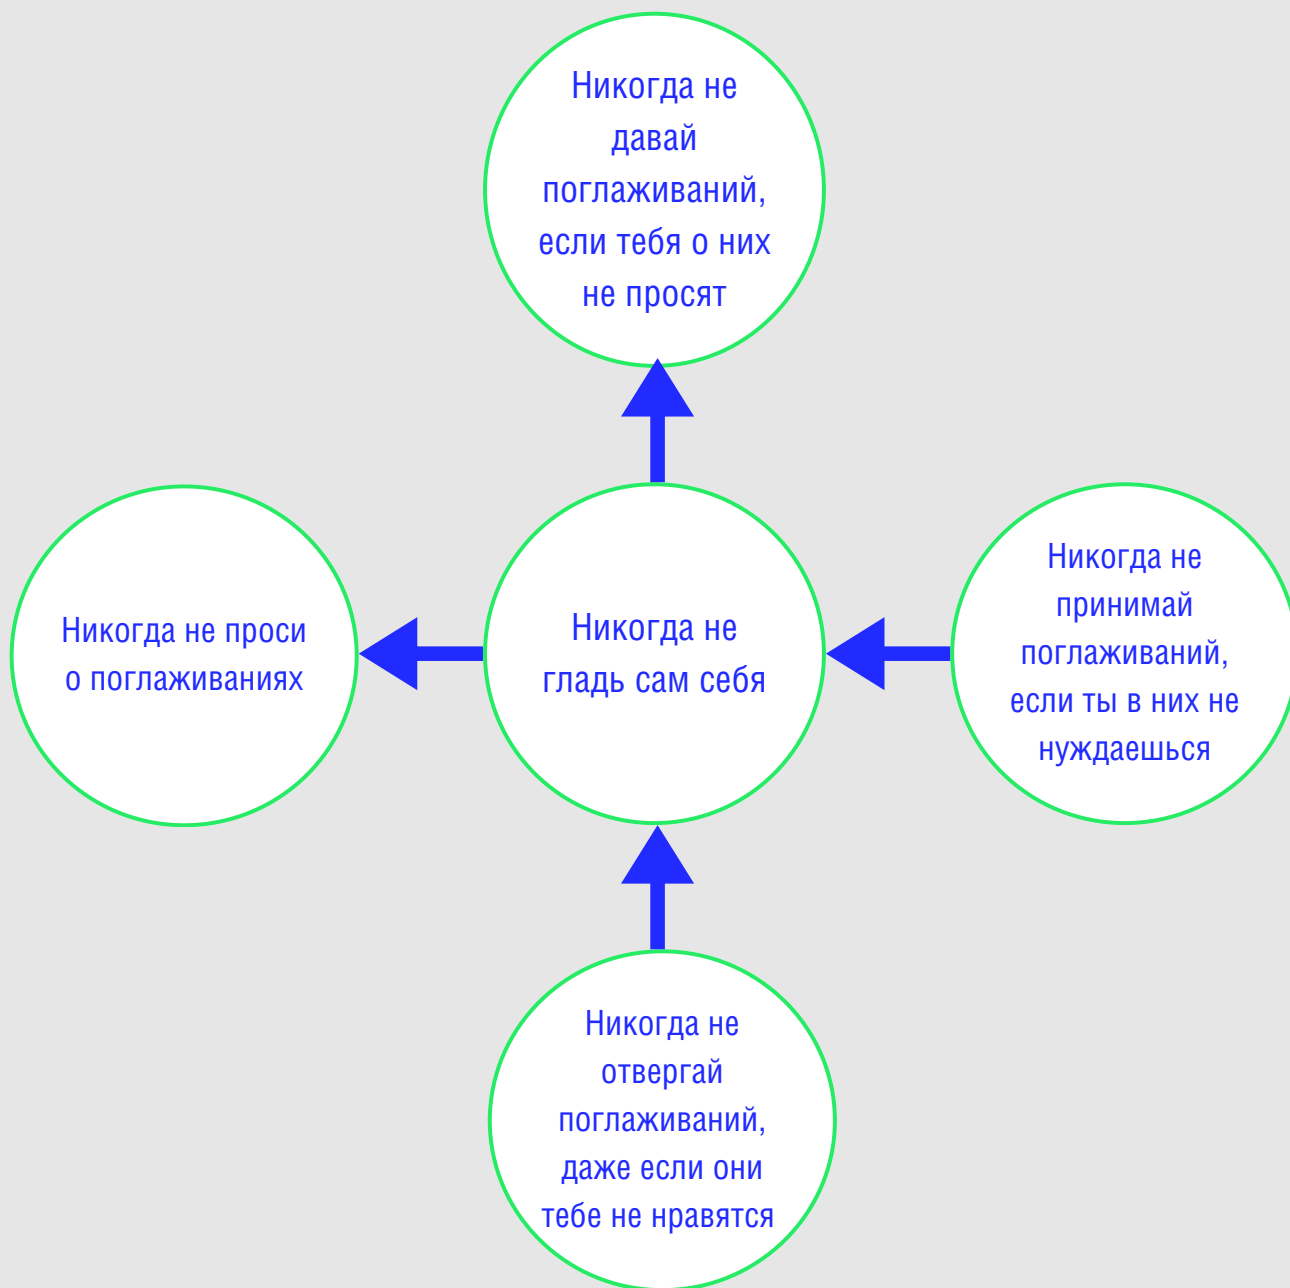 Никогда не
давай
поглаживаний,
если тебя о них
не просят
Никогда не проси
о поглаживаниях
Никогда не
гладь сам себя
Никогда не
принимай
поглаживаний,
если ты в них не
нуждаешься
Никогда не
отвергай
поглаживаний,
даже если они
тебе не нравятся